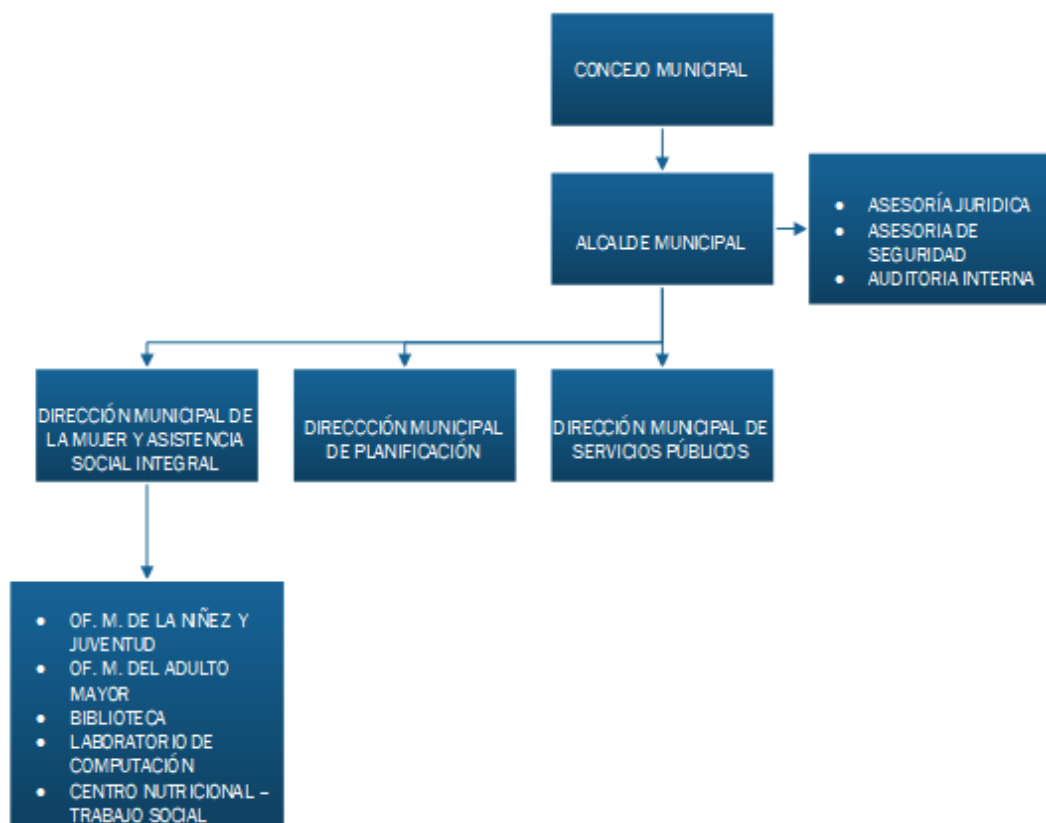 CONCEJO MUNICIPAL
ALCALDE MUNICIPAL
• ASESORÍA JURIDICA
• ASESORIA DE
SEGURIDAD
• AUDITORIA INTERNA
DIRECCIÓN MUNICIPAL DE
LA MUJER Y ASISTENCIA
SOCIAL INTEGRAL
DIRECCCIÓN MUNICIPAL
DE PLANIFICACIÓN
DIRECCIÓN MUNICIPAL DE
SERVICIOS PÚBLICOS
• OF. M. DE LA NIÑEZ Y
JUVENTUD
• OF. M. DEL ADULTO
MAYOR
• BIBLIOTECA
• LABORATORIO DE
COMPUTACIÓN
• CENTRO NUTRICIONAL –
TRABAJO SOCIAL